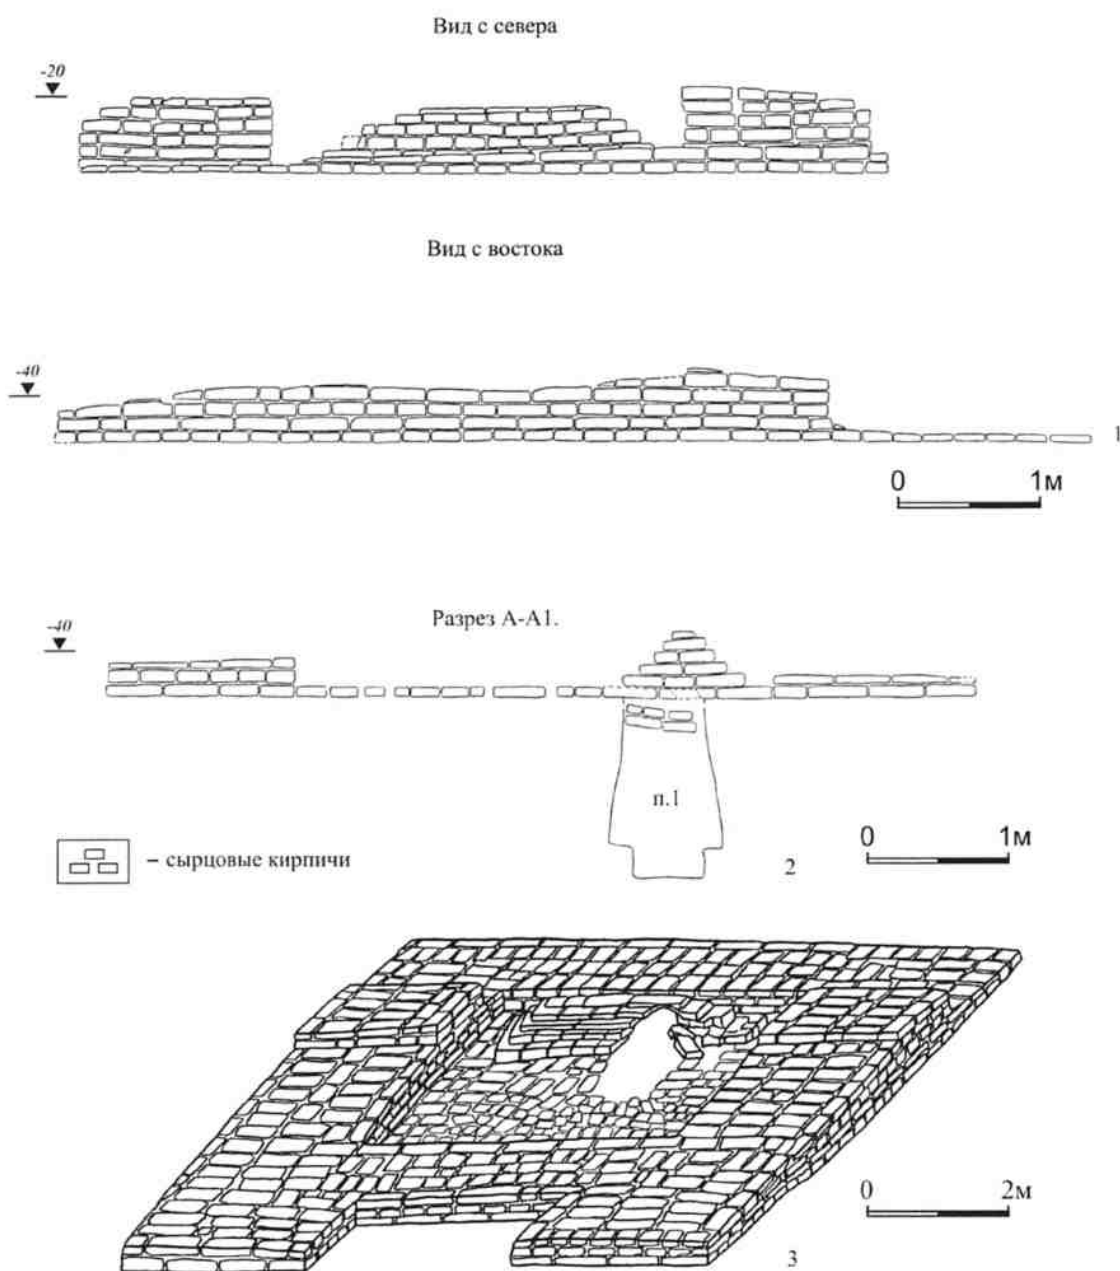 Вид с севера
-20
Вид с востока
-40
1
0 1м
Разрез А-А1.
-40
п.1
0 1м
– сырцовые кирпичи
2
0 2м
3